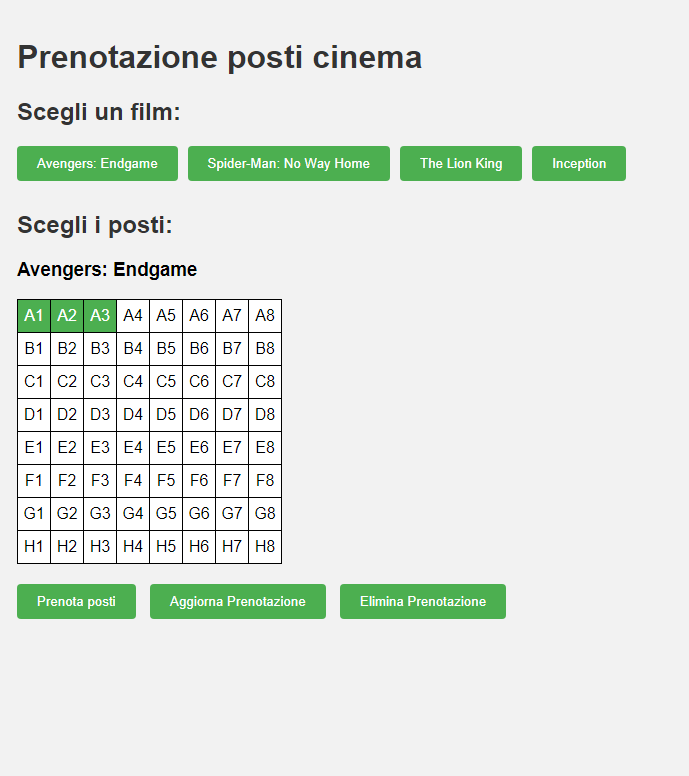 Prenotazione posti cinema
Scegli un film:
Avengers: Endgame Spider-Man: No Way Home The Lion King Inception
Scegli i posti:
Avengers: Endgame
A1 A2 A3 A4 A5 A6 A7 A8
B1 B2 B3 B4 B5 B6 B7 B8
C1 C2 C3 C4 C5 C6 C7 C8
D1 D2 D3 D4 D5 D6 D7 D8
E1 E2 E3 E4 E5 E6 E7 E8
F1 F2 F3 F4 F5 F6 F7 F8
G1 G2 G3 G4 G5 G6 G7 G8
H1 H2 H3 H4 H5 H6 H7 H8
Prenota posti Aggiorna Prenotazione Elimina Prenotazione